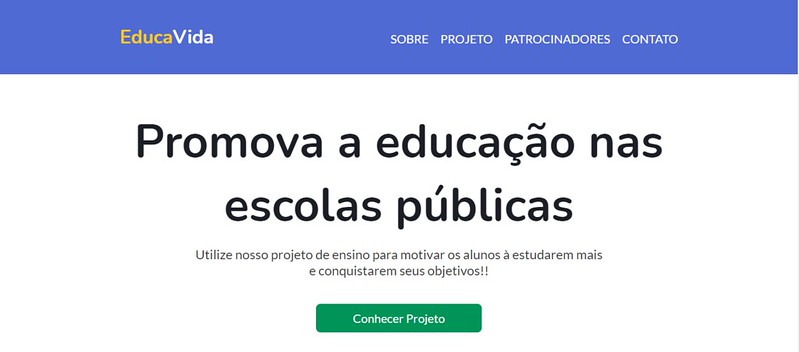 EducaVida
SOBRE PROJETO PATROCINADORES CONTATO
Promova a educação nas
escolas públicas
Utilize nosso projeto de ensino para motivar os alunos à estudarem mais
e conquistarem seus objetivos!!
Conhecer Projeto